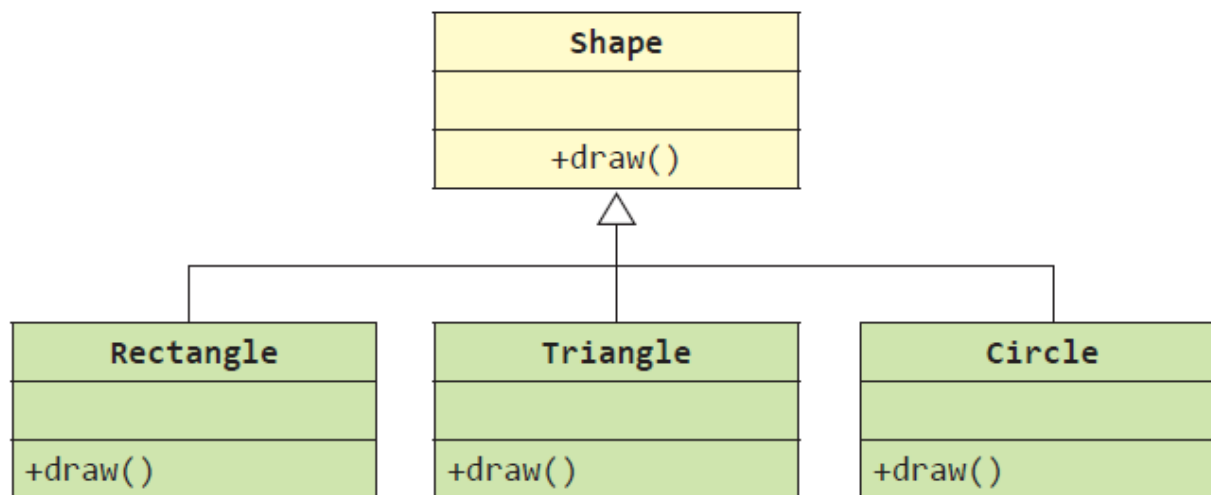 Shape
+draw()
Rectangle
Triangle
Circle
+draw()
+draw()
+draw()